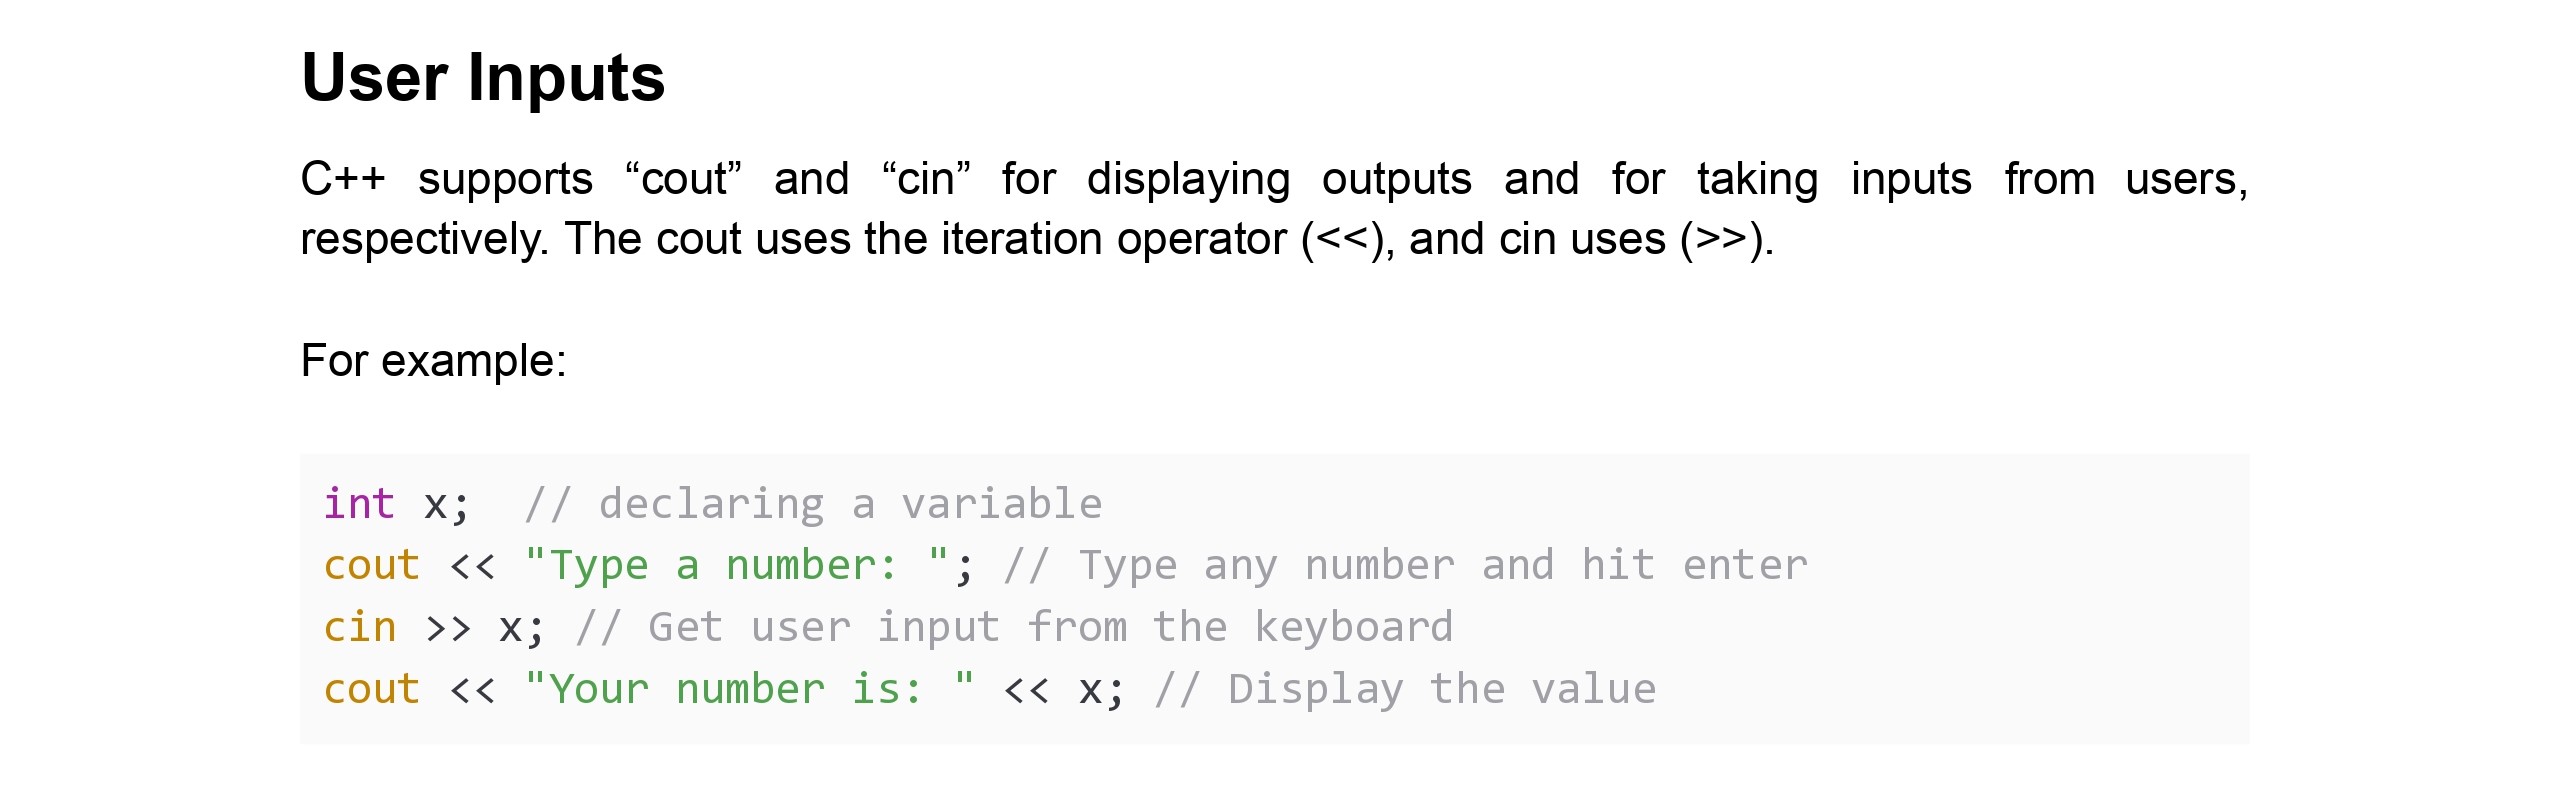 User Inputs
C++ supports “cout” and “cin” for displaying outputs and for taking inputs from users,
respectively. The cout uses the iteration operator (<<), and cin uses (>>).
For example:
int x;  // declaring a variable
cout << "Type a number: "; // Type any number and hit enter
cin >> x; // Get user input from the keyboard
cout << "Your number is: " << x; // Display the value